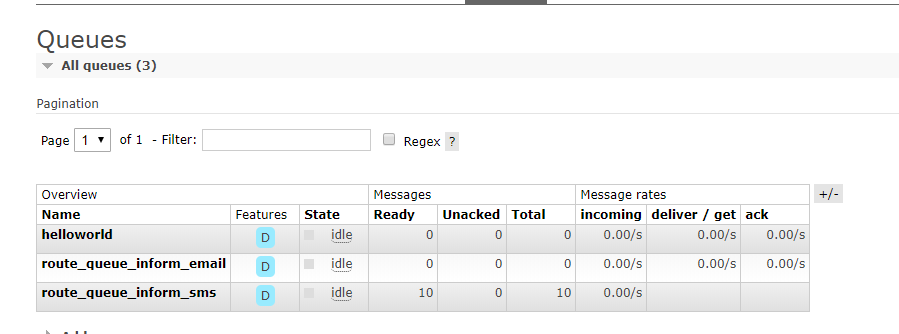 Queues
All queues (3)
Pagination
Page 1 of 1 - Filter: Regex ?
Overview Messages Message rates +/-
Name Features State Ready Unacked Total incoming deliver / get ack
helloworld D idle 0 0 0 0.00/s 0.00/s 0.00/s
route_queue_inform_email D idle 0 0 0 0.00/s 0.00/s 0.00/s
route_queue_inform_sms D idle 10 0 10 0.00/s